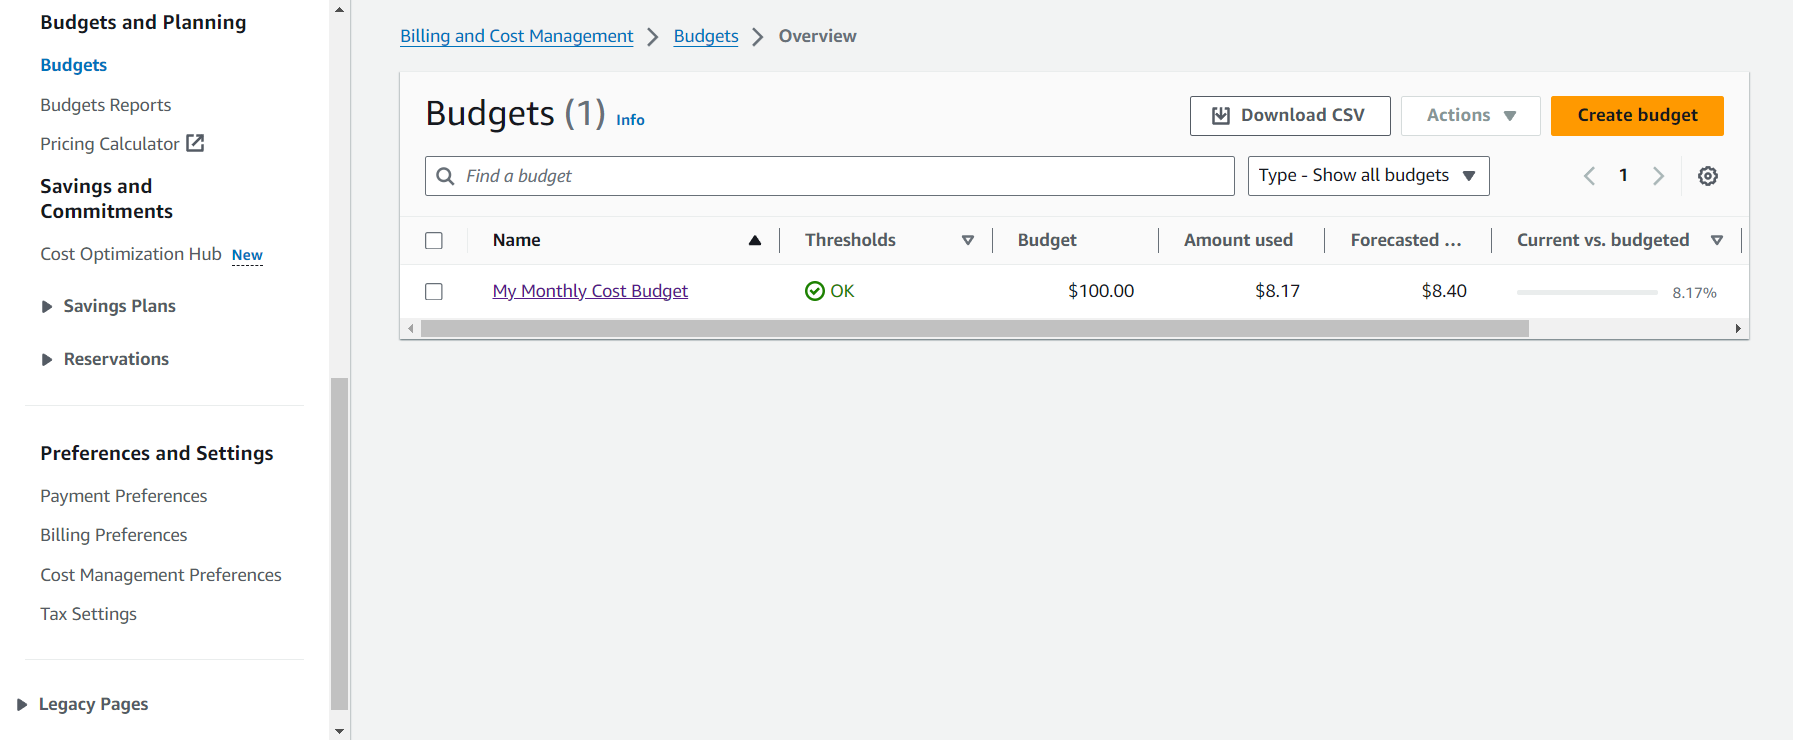 Budgets and Planning
Budgets
Budgets Reports
Pricing Calculator
Savings and
Commitments
Cost Optimization Hub New
Savings Plans
Reservations
Preferences and Settings
Payment Preferences
Billing Preferences
Cost Management Preferences
Tax Settings
Legacy Pages
Billing and Cost Management > Budgets > Overview
Budgets (1) Info
Download CSV
Actions
Create budget
Find a budget
Type - Show all budgets
1
Name Thresholds Budget Amount used Forecasted ... Current vs. budgeted
My Monthly Cost Budget OK $100.00 $8.17 $8.40 8.17%